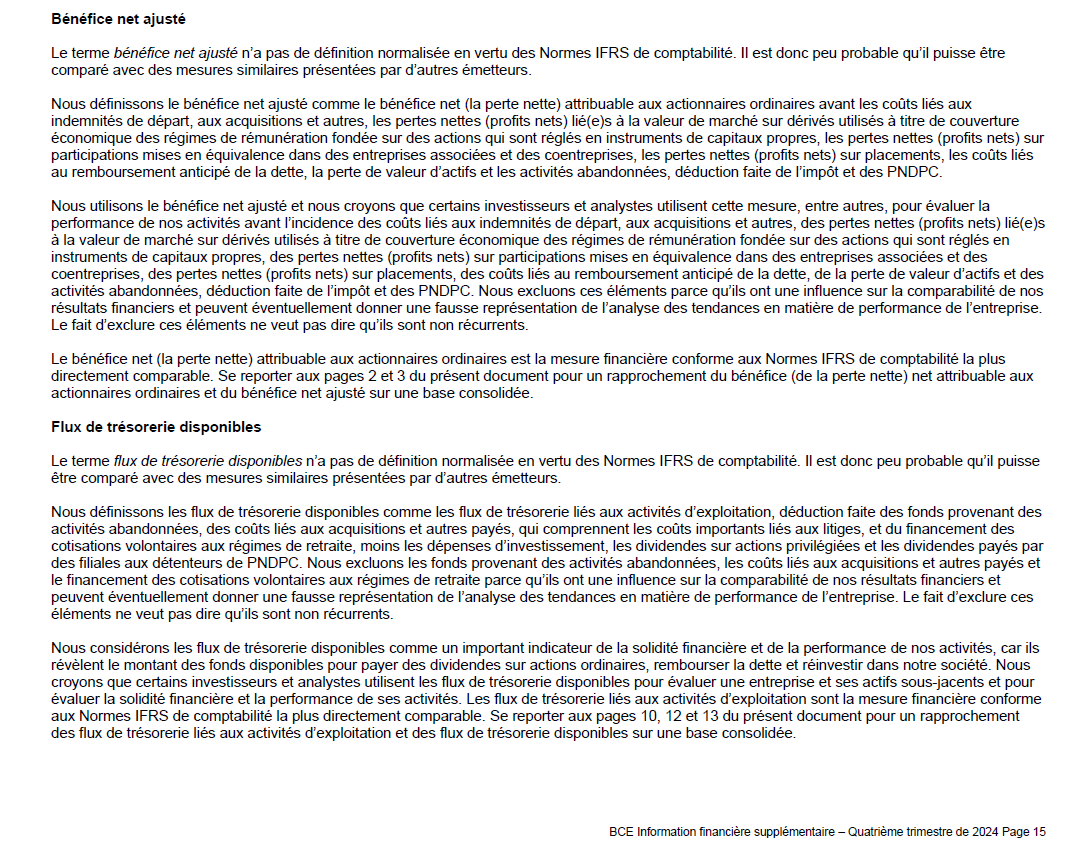 Bénéfice net ajusté
Le terme bénéfice net ajusté n’a pas de définition normalisée en vertu des Normes IFRS de comptabilité. Il est donc peu probable qu’il puisse être
comparé avec des mesures similaires présentées par d’autres émetteurs.
Nous définissons le bénéfice net ajusté comme le bénéfice net (la perte nette) attribuable aux actionnaires ordinaires avant les coûts liés aux
indemnités de départ, aux acquisitions et autres, les pertes nettes (profits nets) lié(e)s à la valeur de marché sur dérivés utilisés à titre de couverture
économique des régimes de rémunération fondée sur des actions qui sont réglés en instruments de capitaux propres, les pertes nettes (profits nets) sur
participations mises en équivalence dans des entreprises associées et des coentreprises, les pertes nettes (profits nets) sur placements, les coûts liés
au remboursement anticipé de la dette, la perte de valeur d’actifs et les activités abandonnées, déduction faite de l’impôt et des PNDPC.
Nous utilisons le bénéfice net ajusté et nous croyons que certains investisseurs et analystes utilisent cette mesure, entre autres, pour évaluer la
performance de nos activités avant l’incidence des coûts liés aux indemnités de départ, aux acquisitions et autres, des pertes nettes (profits nets) lié(e)s
à la valeur de marché sur dérivés utilisés à titre de couverture économique des régimes de rémunération fondée sur des actions qui sont réglés en
instruments de capitaux propres, des pertes nettes (profits nets) sur participations mises en équivalence dans des entreprises associées et des
coentreprises, des pertes nettes (profits nets) sur placements, des coûts liés au remboursement anticipé de la dette, de la perte de valeur d’actifs et des
activités abandonnées, déduction faite de l’impôt et des PNDPC. Nous excluons ces éléments parce qu’ils ont une influence sur la comparabilité de nos
résultats financiers et peuvent éventuellement donner une fausse représentation de l’analyse des tendances en matière de performance de l’entreprise.
Le fait d’exclure ces éléments ne veut pas dire qu’ils sont non récurrents.
Le bénéfice net (la perte nette) attribuable aux actionnaires ordinaires est la mesure financière conforme aux Normes IFRS de comptabilité la plus
directement comparable. Se reporter aux pages 2 et 3 du présent document pour un rapprochement du bénéfice (de la perte nette) net attribuable aux
actionnaires ordinaires et du bénéfice net ajusté sur une base consolidée.
Flux de trésorerie disponibles
Le terme flux de trésorerie disponibles n’a pas de définition normalisée en vertu des Normes IFRS de comptabilité. Il est donc peu probable qu’il puisse
être comparé avec des mesures similaires présentées par d’autres émetteurs.
Nous définissons les flux de trésorerie disponibles comme les flux de trésorerie liés aux activités d’exploitation, déduction faite des fonds provenant des
activités abandonnées, des coûts liés aux acquisitions et autres payés, qui comprennent les coûts importants liés aux litiges, et du financement des
cotisations volontaires aux régimes de retraite, moins les dépenses d’investissement, les dividendes sur actions privilégiées et les dividendes payés par
des filiales aux détenteurs de PNDPC. Nous excluons les fonds provenant des activités abandonnées, les coûts liés aux acquisitions et autres payés et
le financement des cotisations volontaires aux régimes de retraite parce qu’ils ont une influence sur la comparabilité de nos résultats financiers et
peuvent éventuellement donner une fausse représentation de l’analyse des tendances en matière de performance de l’entreprise. Le fait d’exclure ces
éléments ne veut pas dire qu’ils sont non récurrents.
Nous considérons les flux de trésorerie disponibles comme un important indicateur de la solidité financière et de la performance de nos activités, car ils
révèlent le montant des fonds disponibles pour payer des dividendes sur actions ordinaires, rembourser la dette et réinvestir dans notre société. Nous
croyons que certains investisseurs et analystes utilisent les flux de trésorerie disponibles pour évaluer une entreprise et ses actifs sous-jacents et pour
évaluer la solidité financière et la performance de ses activités. Les flux de trésorerie liés aux activités d’exploitation sont la mesure financière conforme
aux Normes IFRS de comptabilité la plus directement comparable. Se reporter aux pages 10, 12 et 13 du présent document pour un rapprochement
des flux de trésorerie liés aux activités d’exploitation et des flux de trésorerie disponibles sur une base consolidée.
BCE Information financière supplémentaire – Quatrième trimestre de 2024 Page 15